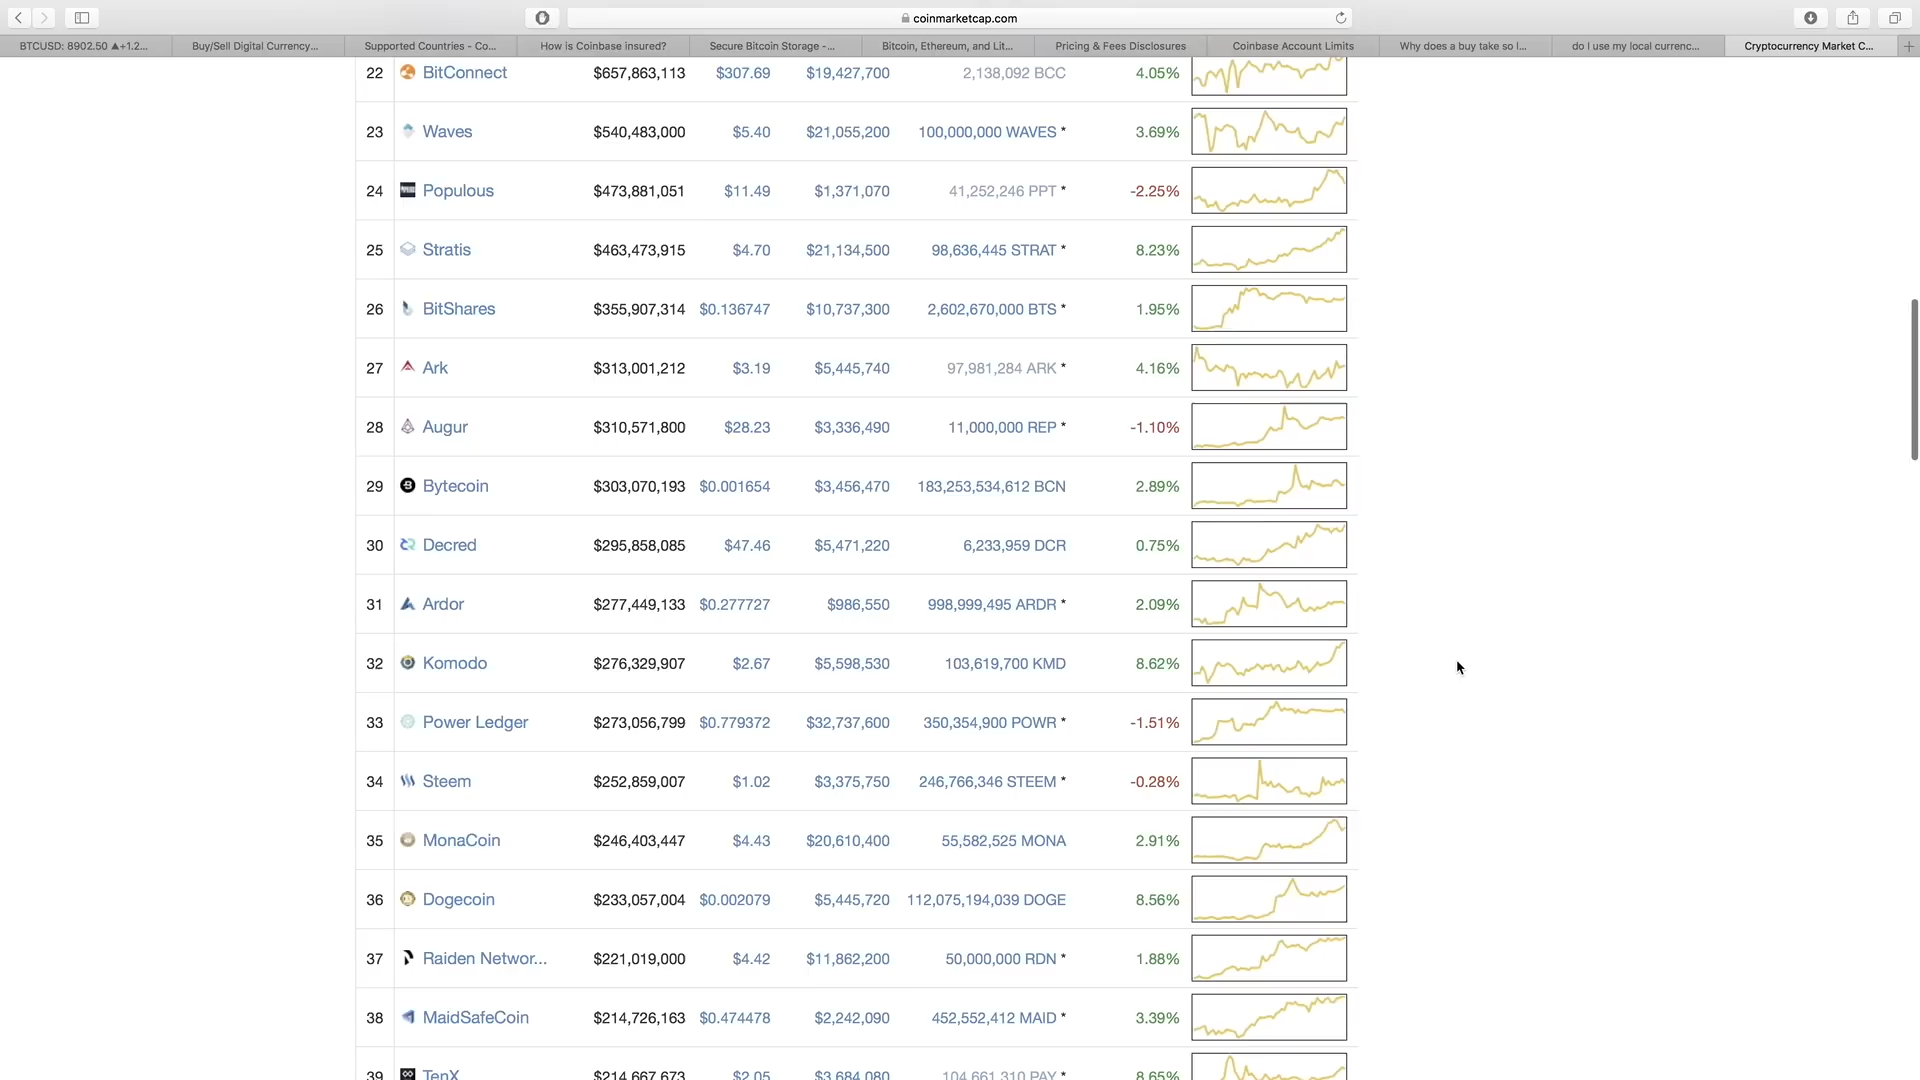 coinmarketcap.com
BTCUSD: 8902.50 ▲+1.2... Buy/Sell Digital Currency... Supported Countries - Co... How is Coinbase insured? Secure Bitcoin Storage -... Bitcoin, Ethereum, and Lit... Pricing & Fees Disclosures Coinbase Account Limits Why does a buy take so l... do I use my local currenc... Cryptocurrency Market C...
22 BitConnect $657,863,113 $307.69 $19,427,700 2,138,092 BCC 4.05%
23 Waves $540,483,000 $5.40 $21,055,200 100,000,000 WAVES * 3.69%
24 Populous $473,881,051 $11.49 $1,371,070 41,252,246 PPT * -2.25%
25 Stratis $463,473,915 $4.70 $21,134,500 98,636,445 STRAT * 8.23%
26 BitShares $355,907,314 $0.136747 $10,737,300 2,602,670,000 BTS * 1.95%
27 Ark $313,001,212 $3.19 $5,445,740 97,981,284 ARK * 4.16%
28 Augur $310,571,800 $28.23 $3,336,490 11,000,000 REP * -1.10%
29 Bytecoin $303,070,193 $0.001654 $3,456,470 183,253,534,612 BCN 2.89%
30 Decred $295,858,085 $47.46 $5,471,220 6,233,959 DCR 0.75%
31 Ardor $277,449,133 $0.277727 $986,550 998,999,495 ARDR * 2.09%
32 Komodo $276,329,907 $2.67 $5,598,530 103,619,700 KMD 8.62%
33 Power Ledger $273,056,799 $0.779372 $32,737,600 350,354,900 POWR * -1.51%
34 Steem $252,859,007 $1.02 $3,375,750 246,766,346 STEEM * -0.28%
35 MonaCoin $246,403,447 $4.43 $20,610,400 55,582,525 MONA 2.91%
36 Dogecoin $233,057,004 $0.002079 $5,445,720 112,075,194,039 DOGE 8.56%
37 Raiden Networ... $221,019,000 $4.42 $11,862,200 50,000,000 RDN * 1.88%
38 MaidSafeCoin $214,726,163 $0.474478 $2,242,090 452,552,412 MAID * 3.39%
39 TenX $214,667,673 $2.05 $3,684,080 104,661,310 PAY * 8.65%